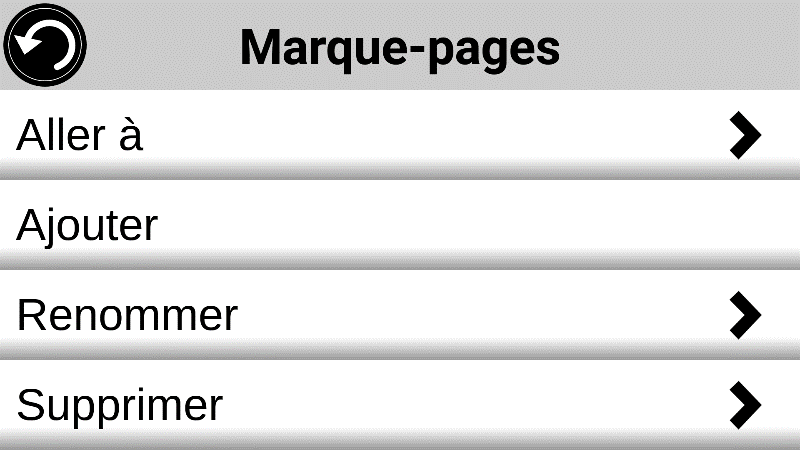 Marque-pages
Aller à
Ajouter
Renommer
Supprimer